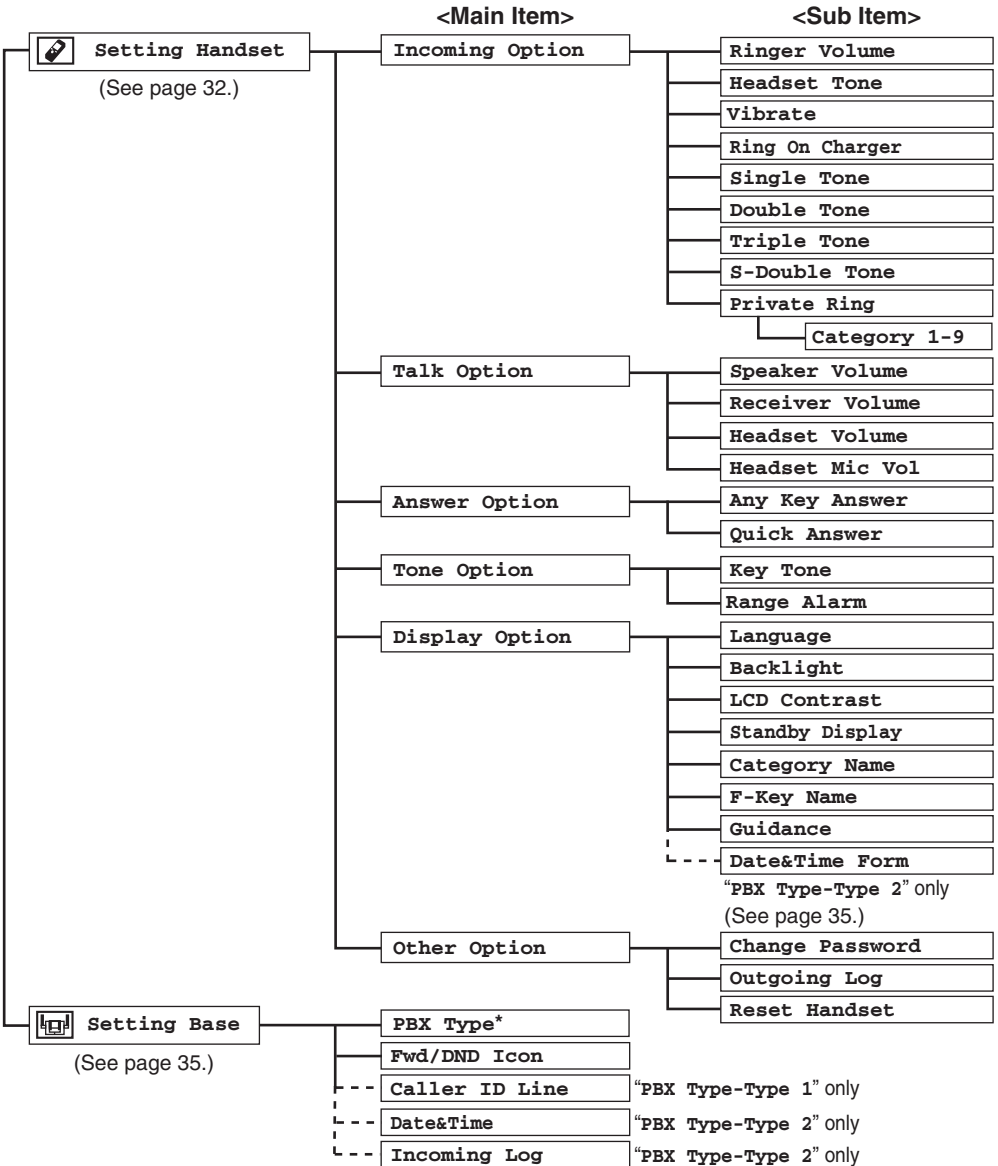 <Main Item> <Sub Item>
Setting Handset Incoming Option Ringer Volume
(See page 32.) Headset Tone
Vibrate
Ring On Charger
Single Tone
Double Tone
Triple Tone
S-Double Tone
Private Ring
Category 1-9
Talk Option Speaker Volume
Receiver Volume
Headset Volume
Headset Mic Vol
Answer Option Any Key Answer
Quick Answer
Tone Option Key Tone
Range Alarm
Display Option Language
Backlight
LCD Contrast
Standby Display
Category Name
F-Key Name
Guidance
Date&Time Form
“PBX Type-Type 2” only
(See page 35.)
Other Option Change Password
Outgoing Log
Reset Handset
Setting Base PBX Type*
(See page 35.) Fwd/DND Icon
Caller ID Line “PBX Type-Type 1” only
Date&Time “PBX Type-Type 2” only
Incoming Log “PBX Type-Type 2” only